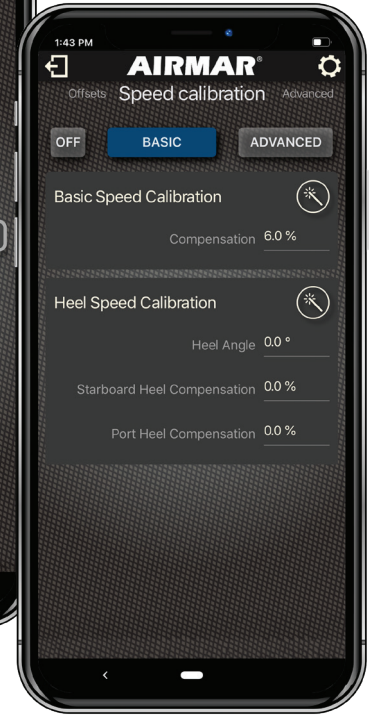 1:43 PM
AIRMAR®
Offsets Speed calibration Advanced
OFF BASIC ADVANCED
Basic Speed Calibration
Compensation 6.0 %
Heel Speed Calibration
Heel Angle 0.0 °
Starboard Heel Compensation 0.0 %
Port Heel Compensation 0.0 %